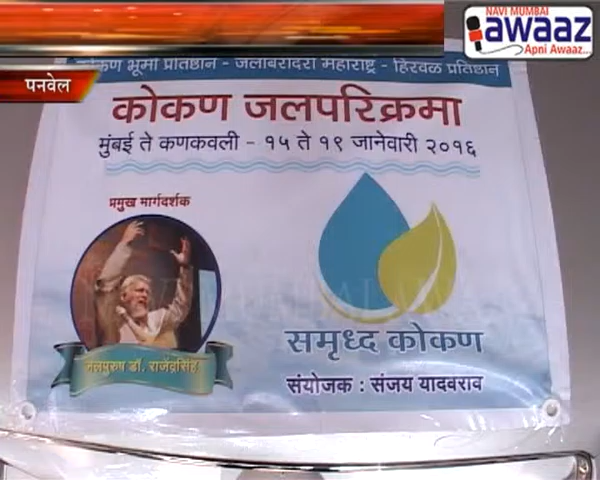 NAVI MUMBAI
awaaz
Apni Awaaz...
कोकण भूमी प्रतिष्ठान - जलबिरादरी महाराष्ट्र - हिरवळ प्रतिष्ठान
पनवेल
कोकण जलपरिक्रमा
मुंबई ते कणकवली - १५ ते १९ जानेवारी २०१६
प्रमुख मार्गदर्शक
जलपुरुष डॉ. राजेंद्रसिंह
समृध्द कोकण
संयोजक : संजय यादवराव